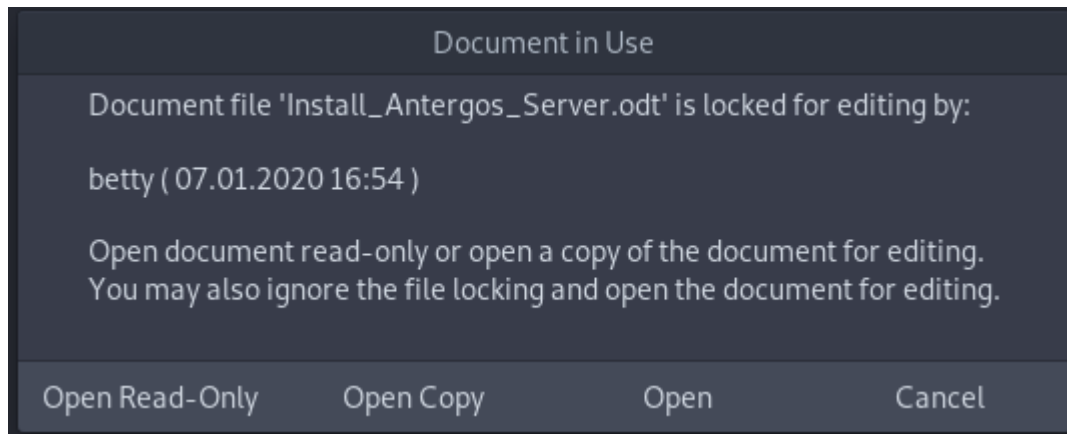 Document in Use
Document file 'Install_Antergos_Server.odt' is locked for editing by:
betty ( 07.01.2020 16:54 )
Open document read-only or open a copy of the document for editing.
You may also ignore the file locking and open the document for editing.
Open Read-Only Open Copy Open Cancel